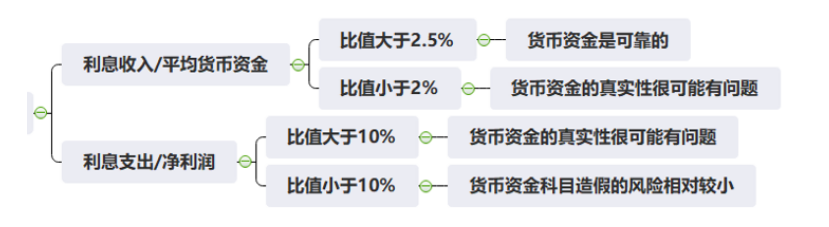 利息收入/平均货币资金
比值大于2.5%
货币资金是可靠的
比值小于2%
货币资金的真实性很可能有问题
利息支出/净利润
比值大于10%
货币资金的真实性很可能有问题
比值小于10%
货币资金科目造假的风险相对较小